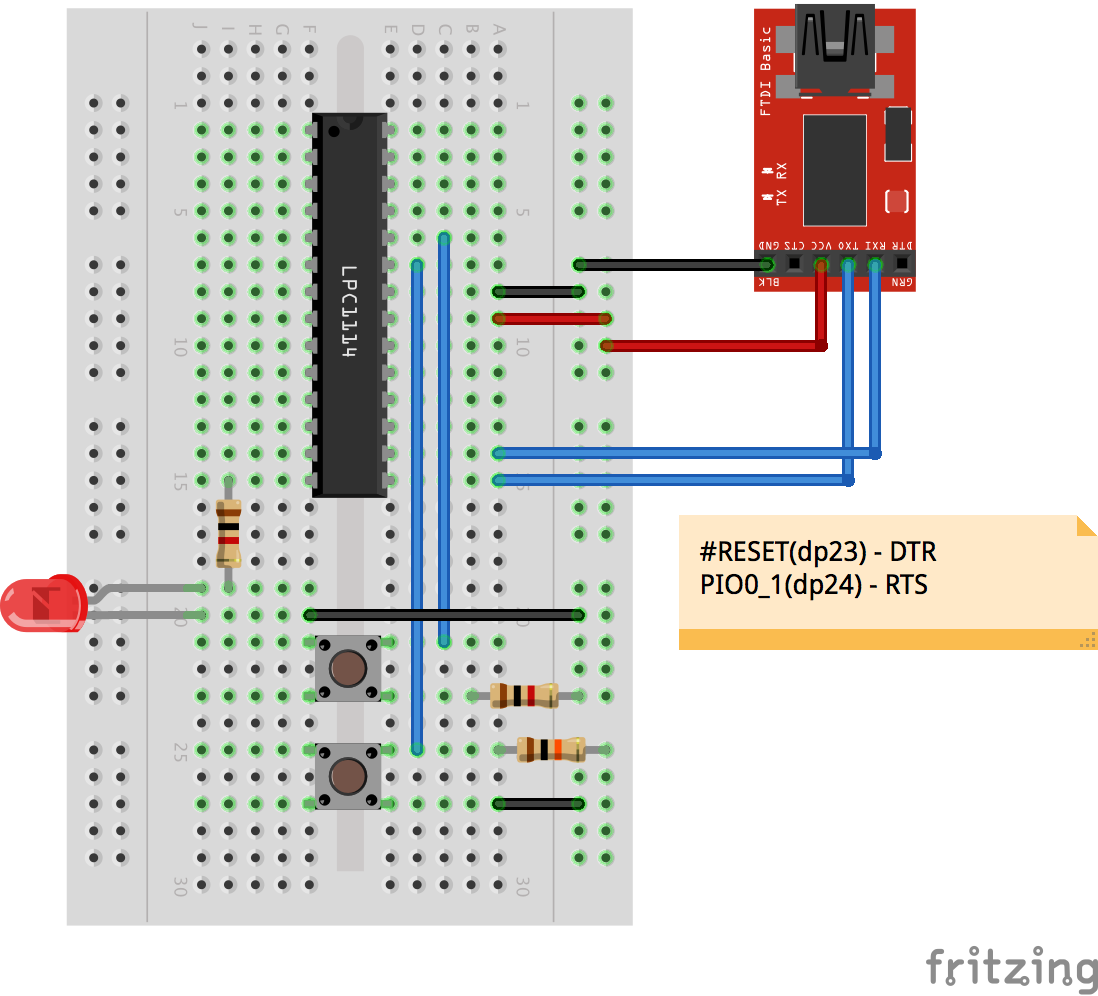 J I H G F E D C B A
1 1
5 5
10 10
15 15
20 20
25
30 30
LPC1114
FTDI Basic
TX RX
GND CTS VCC TXO RXI DTR
BLK GRN
#RESET(dp23) - DTR
PIO0_1(dp24) - RTS
fritzing